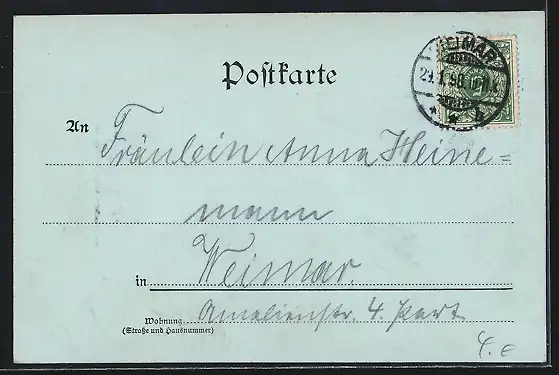 WEIMAR
Postkarte
An Fräulein Anna Heine=
mann
in Weimar.
Wohnung Amalienstr. 4. Part
(Straße und Hausnummer)